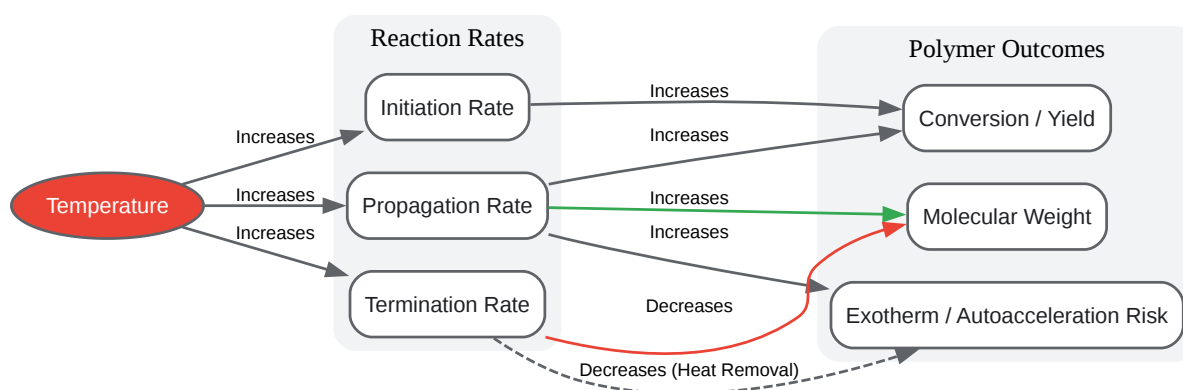 Reaction Rates
Polymer Outcomes
Initiation Rate
Increases
Conversion / Yield
Increases
Increases
Temperature
Increases
Propagation Rate
Increases
Molecular Weight
Increases
Increases
Termination Rate
Decreases
Exotherm / Autoacceleration Risk
Decreases (Heat Removal)